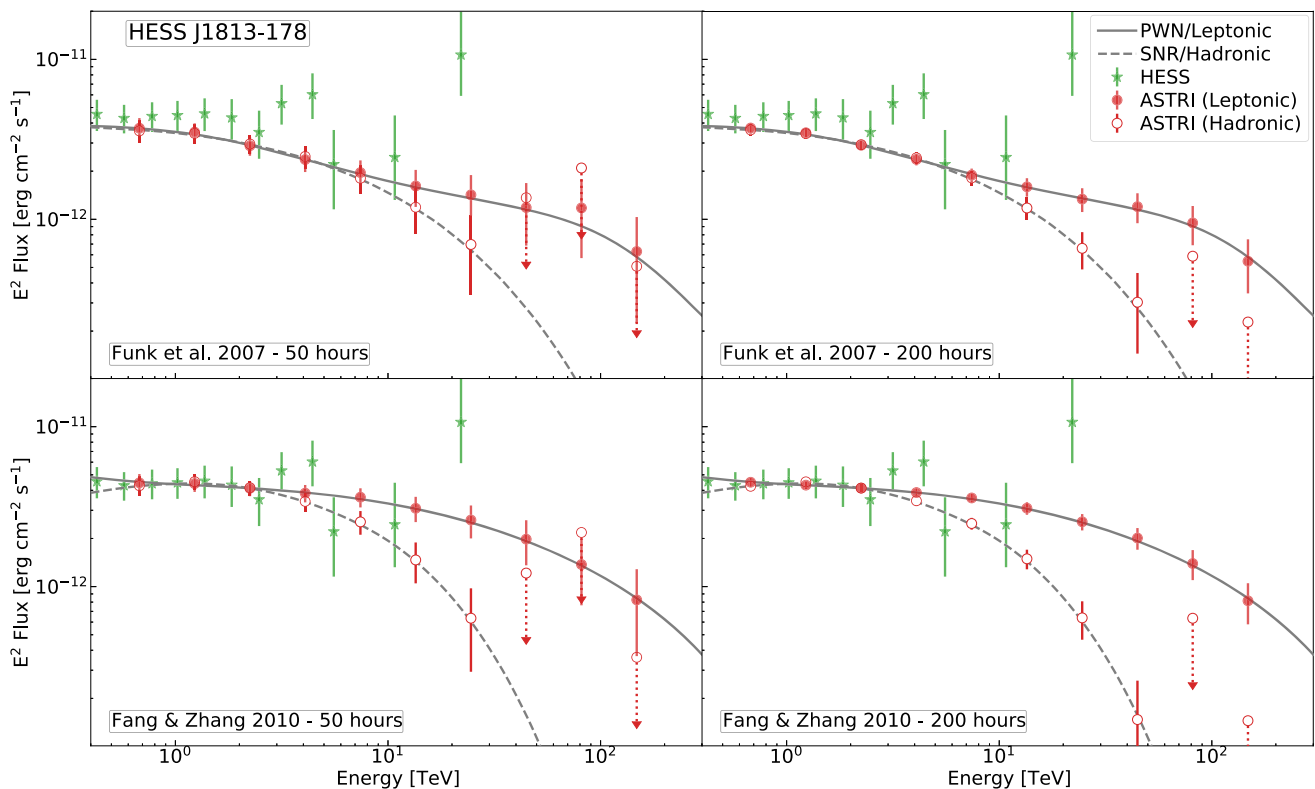 HESS J1813-178
PWN/Leptonic
SNR/Hadronic
HESS
ASTRI (Leptonic)
ASTRI (Hadronic)
10⁻¹¹
10⁻¹²
E² Flux [erg cm⁻² s⁻¹]
Funk et al. 2007 - 50 hours
Funk et al. 2007 - 200 hours
10⁻¹¹
10⁻¹²
E² Flux [erg cm⁻² s⁻¹]
Fang & Zhang 2010 - 50 hours
Fang & Zhang 2010 - 200 hours
10⁰ 10¹ 10² 10⁰ 10¹ 10²
Energy [TeV] Energy [TeV]